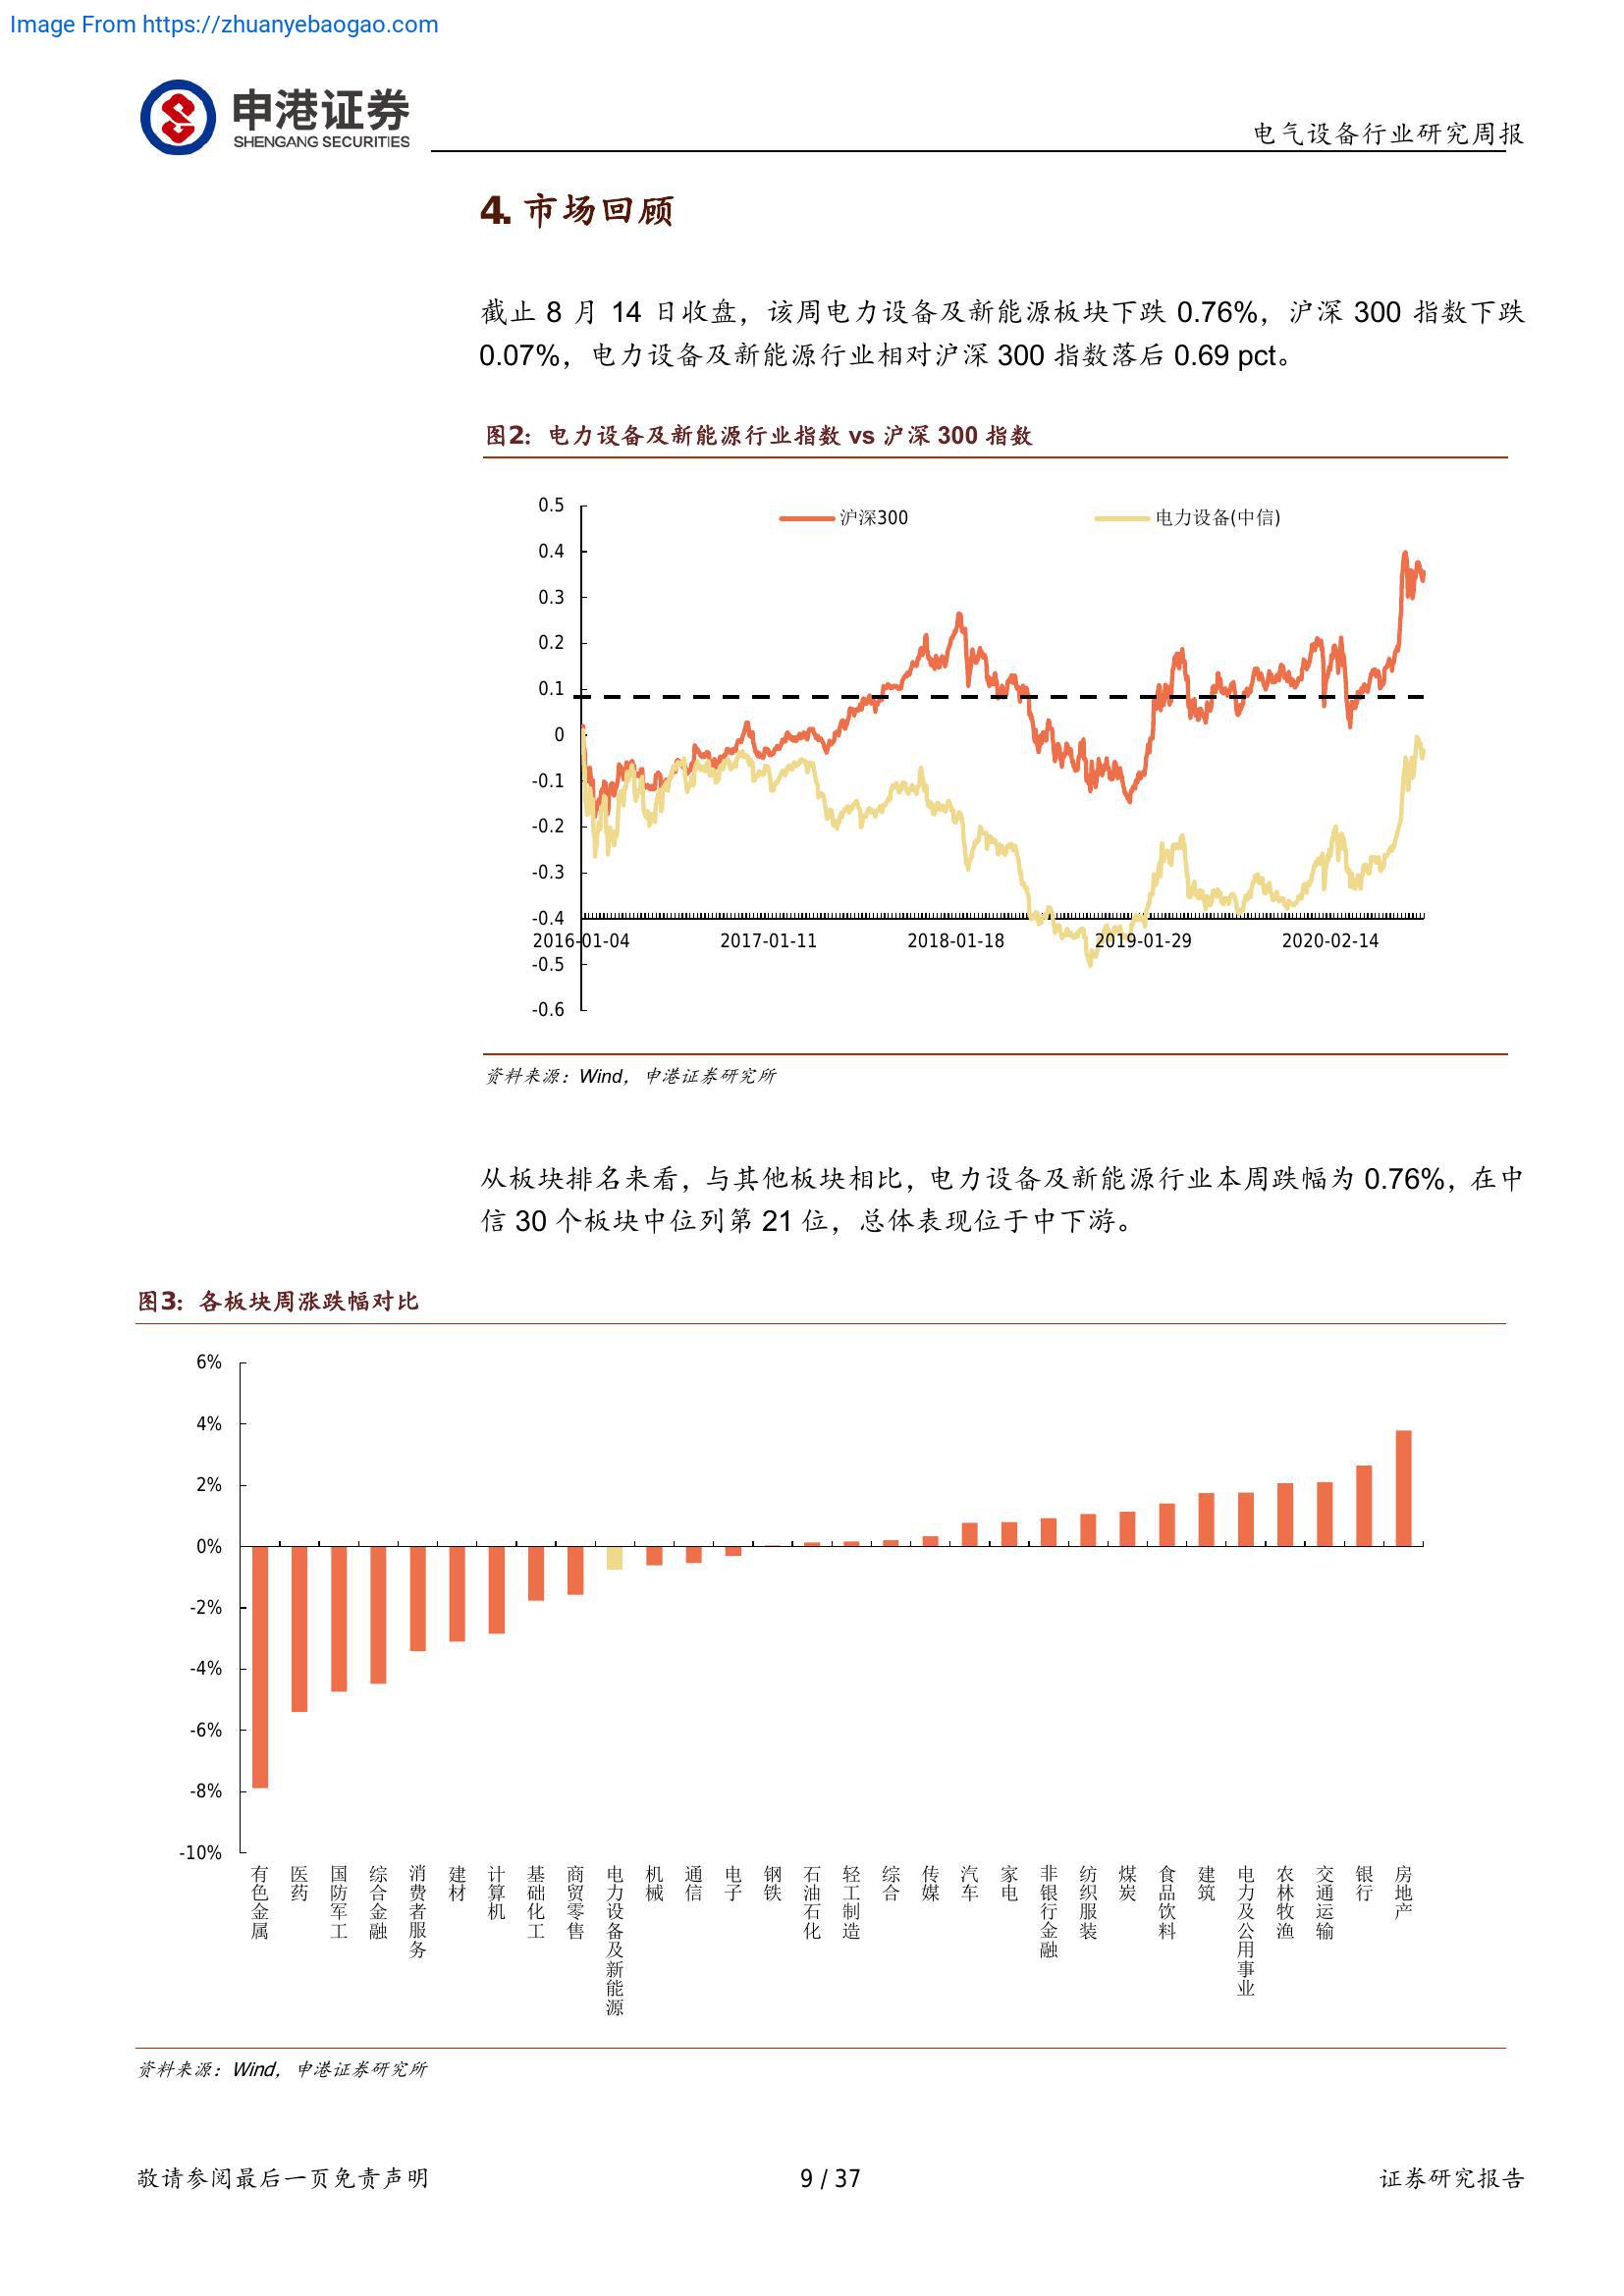 Image From https://zhuanyebaogao.com
申港证券
SHENGANG SECURITIES
电气设备行业研究周报
4. 市场回顾
截止 8 月 14 日收盘，该周电力设备及新能源板块下跌 0.76%，沪深 300 指数下跌
0.07%，电力设备及新能源行业相对沪深 300 指数落后 0.69 pct。
图2：电力设备及新能源行业指数 vs 沪深 300 指数
沪深300
电力设备(中信)
0.5
0.4
0.3
0.2
0.1
0
-0.1
-0.2
-0.3
-0.4
2016-01-04
2017-01-11
2018-01-18
2019-01-29
2020-02-14
-0.5
-0.6
资料来源：Wind，申港证券研究所
从板块排名来看，与其他板块相比，电力设备及新能源行业本周跌幅为 0.76%，在中
信 30 个板块中位列第 21 位，总体表现位于中下游。
图3：各板块周涨跌幅对比
6%
4%
2%
0%
-2%
-4%
-6%
-8%
-10%
有色金属
医药
国防军工
综合金融
消费者服务
建材
计算机
基础化工
商贸零售
电力设备及新能源
机械
通信
电子
钢铁
石油石化
轻工制造
综合
传媒
汽车
家电
非银行金融
纺织服装
煤炭
食品饮料
建筑
电力及公用事业
农林牧渔
交通运输
银行
房地产
资料来源：Wind，申港证券研究所
敬请参阅最后一页免责声明
9 / 37
证券研究报告